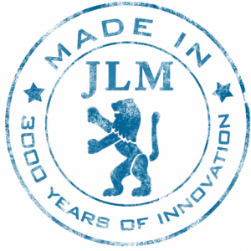 MADE IN
JLM
3000 YEARS OF INNOVATION